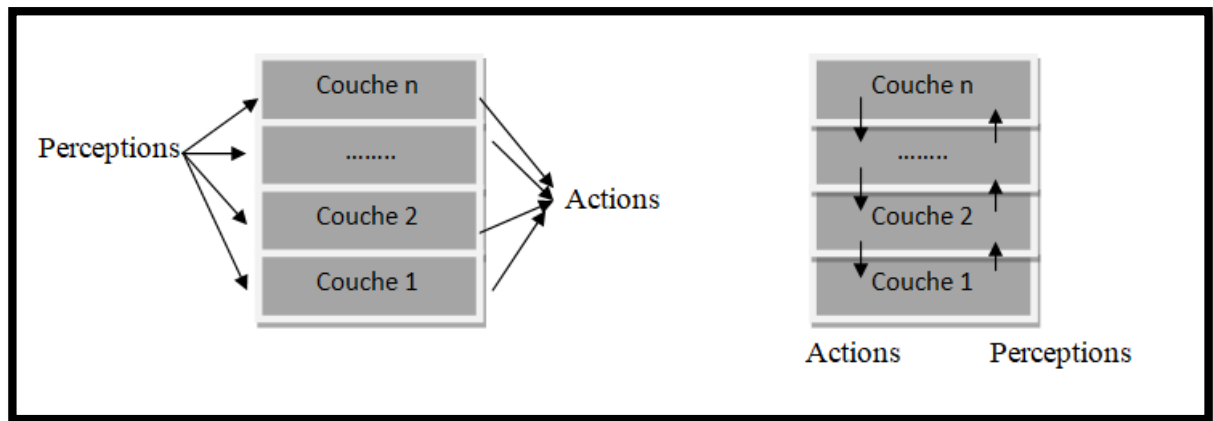 Couche n
........
Couche 2
Couche 1
Perceptions
Actions
Couche n
........
Couche 2
Couche 1
Actions
Perceptions